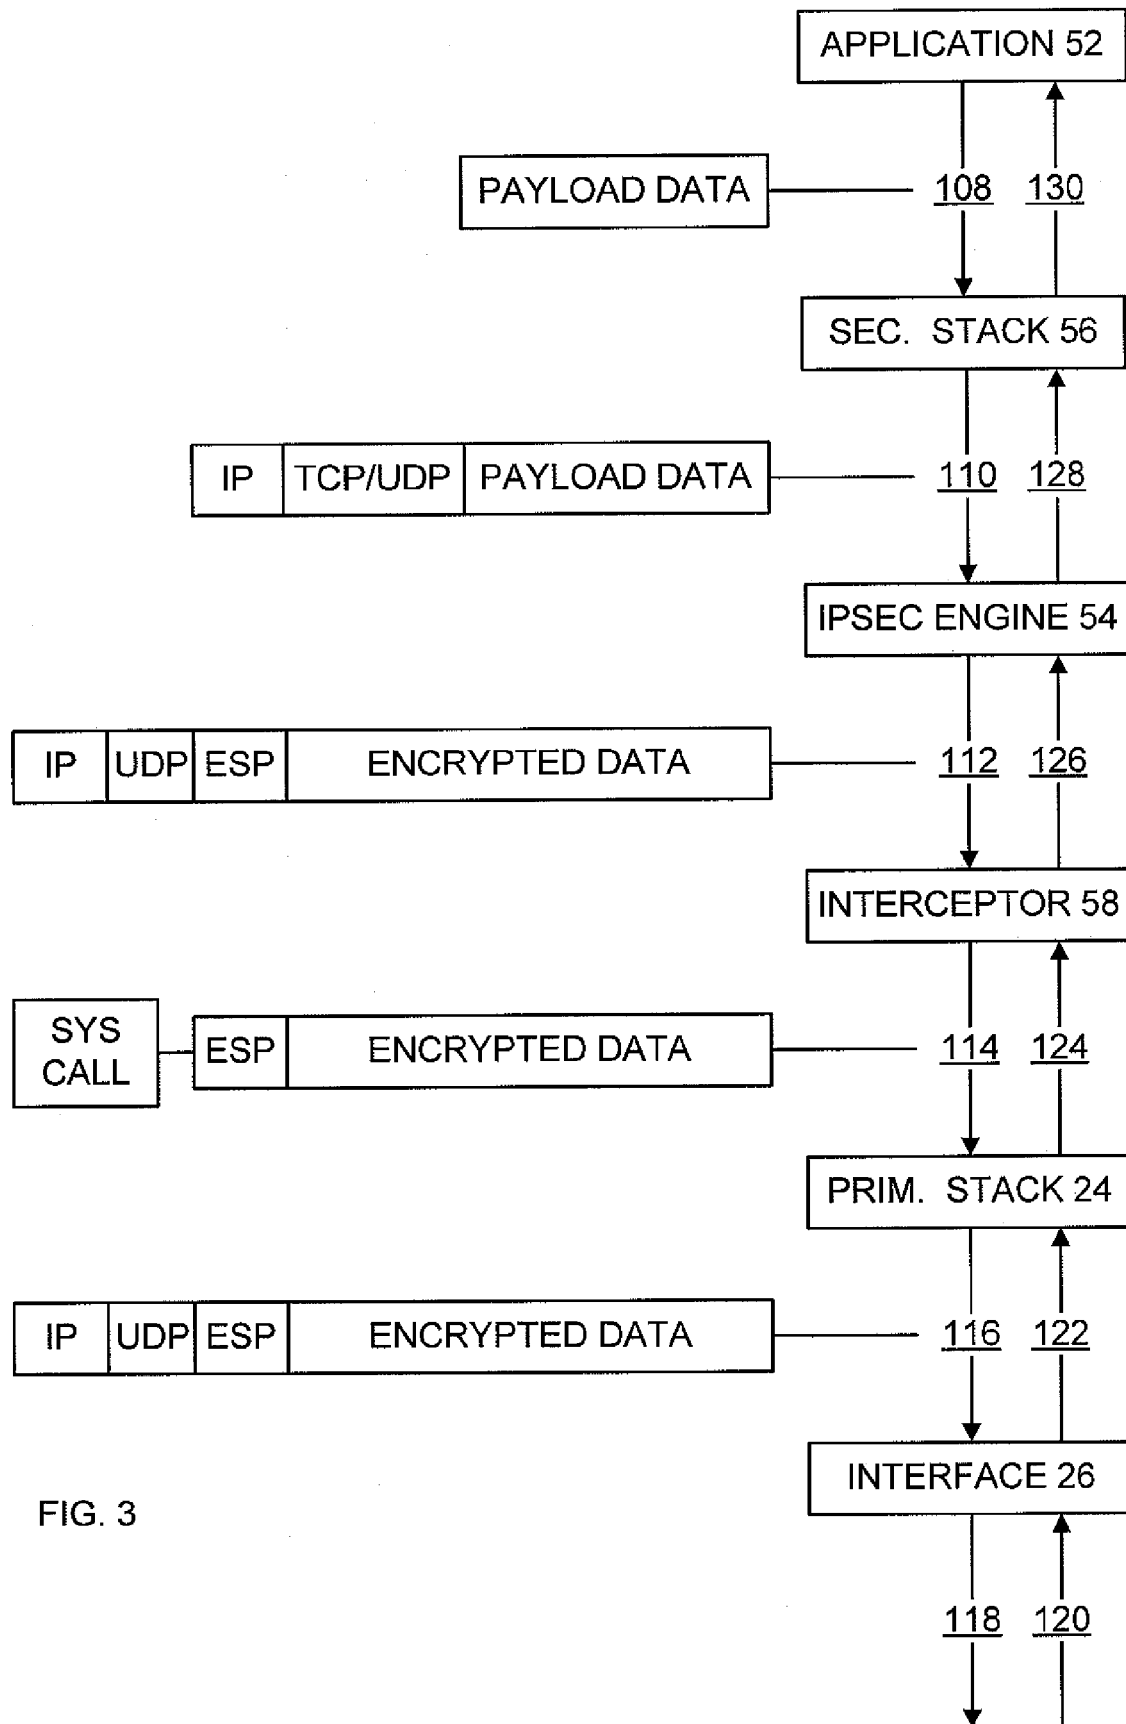 APPLICATION 52
PAYLOAD DATA 108 130
SEC. STACK 56
IP TCP/UDP PAYLOAD DATA 110 128
IPSEC ENGINE 54
IP UDP ESP ENCRYPTED DATA 112 126
INTERCEPTOR 58
SYS
CALL
ESP ENCRYPTED DATA 114 124
PRIM. STACK 24
IP UDP ESP ENCRYPTED DATA 116 122
INTERFACE 26
FIG. 3
118 120